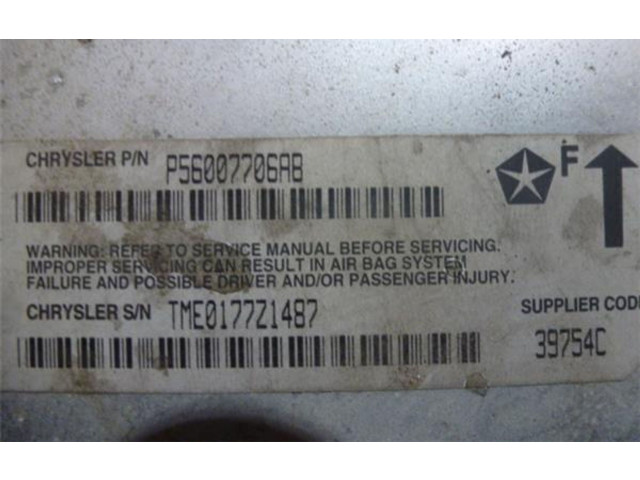 CHRYSLER P/N P56007706AB
F
WARNING: REFER TO SERVICE MANUAL BEFORE SERVICING.
IMPROPER SERVICING CAN RESULT IN AIR BAG SYSTEM
FAILURE AND POSSIBLE DRIVER AND/OR PASSENGER INJURY.
CHRYSLER S/N TME0177Z1487
SUPPLIER COD
39754C